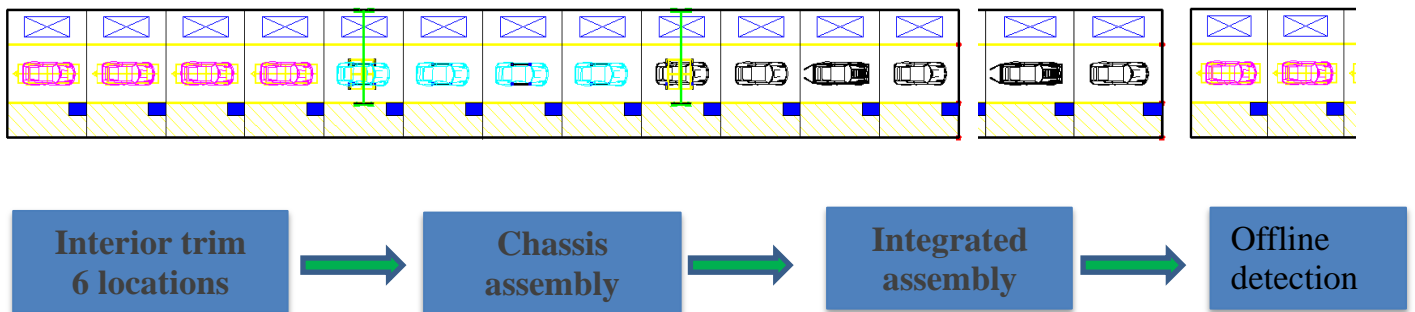 Interior trim
6 locations
Chassis
assembly
Integrated
assembly
Offline
detection